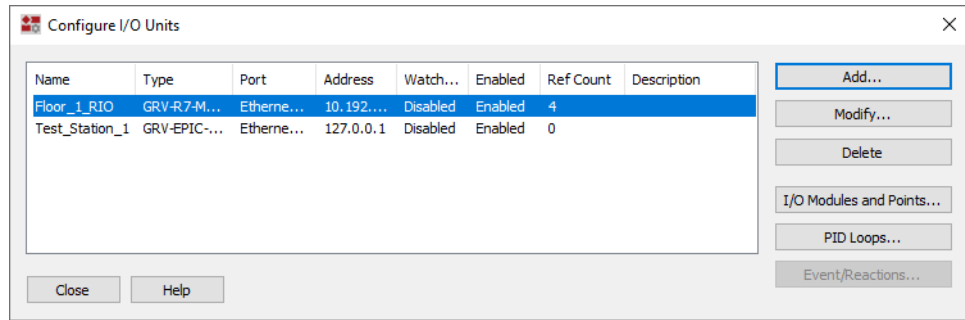 Configure I/O Units
Name Type Port Address Watch... Enabled Ref Count Description
Floor_1_RIO GRV-R7-M... Etherne... 10.192.... Disabled Enabled 4
Test_Station_1 GRV-EPIC-... Etherne... 127.0.0.1 Disabled Enabled 0
Add...
Modify...
Delete
I/O Modules and Points...
PID Loops...
Event/Reactions...
Close Help